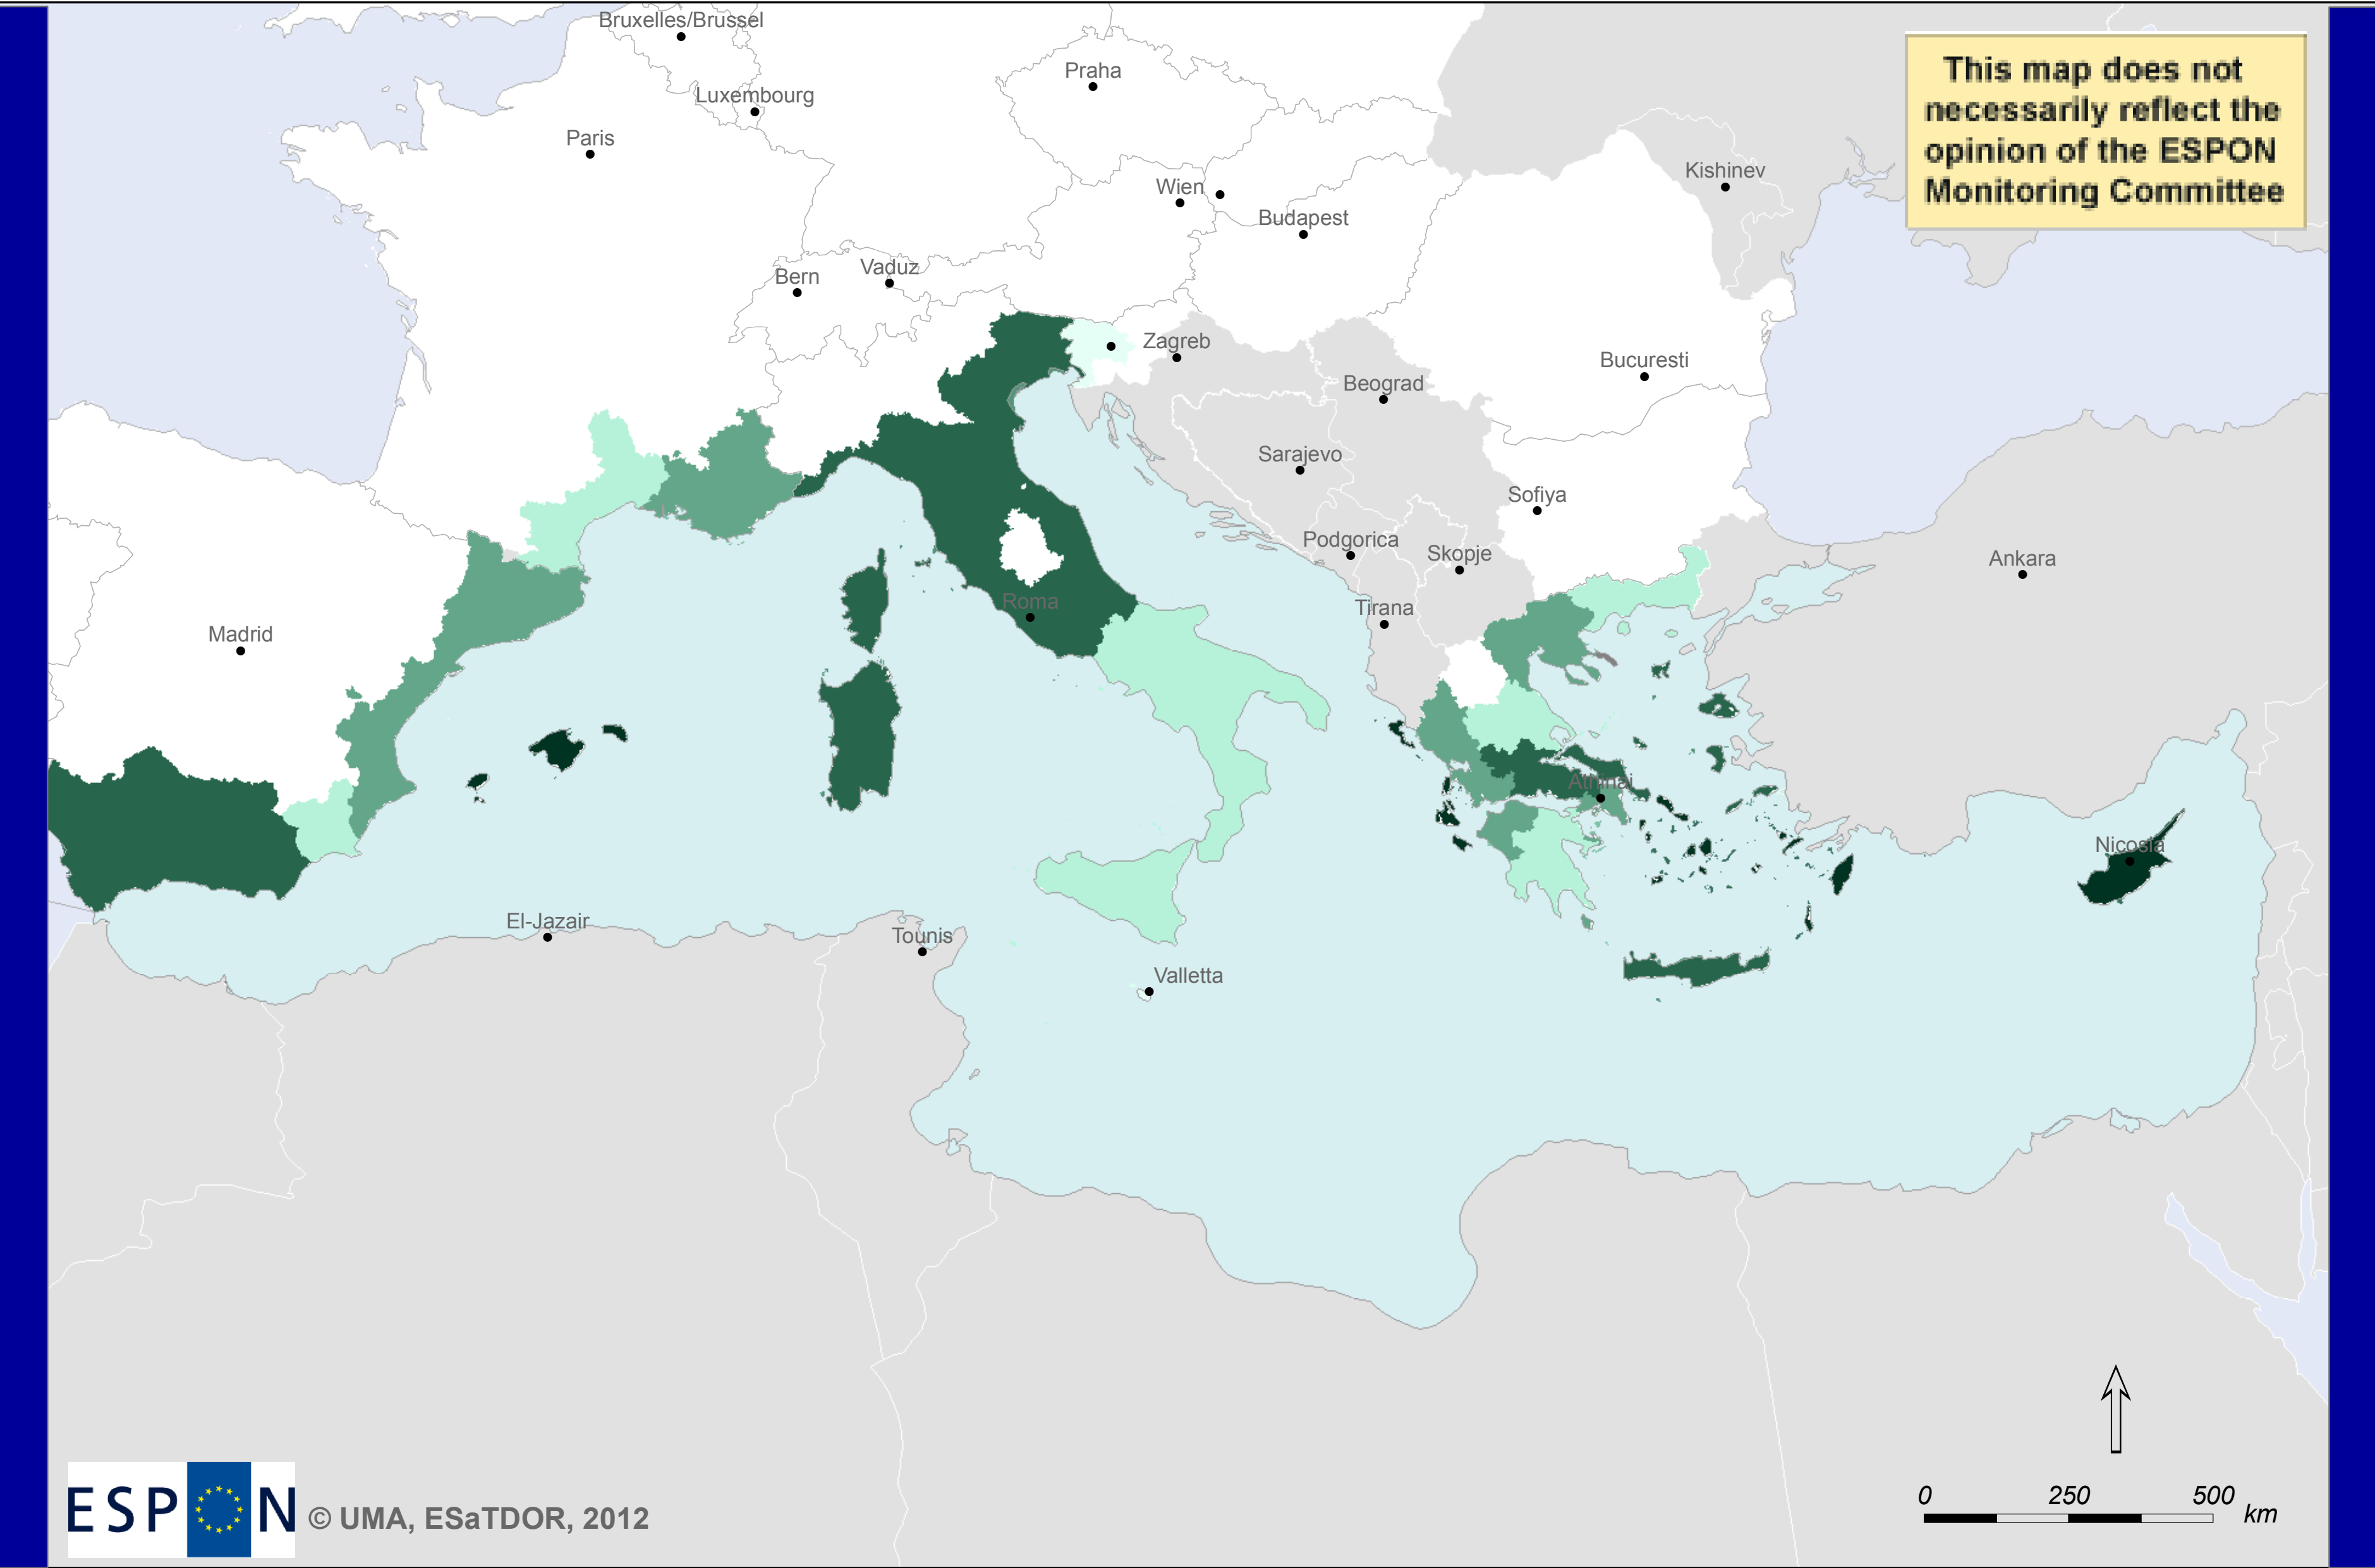 Bruxelles/Brussel
This map does not
necessarily reflect the
opinion of the ESPON
Monitoring Committee
Praha
Luxembourg
Paris
Kishinev
Wien
Budapest
Vaduz
Bern
Zagreb
Bucuresti
Beograd
Sarajevo
Sofiya
Podgorica
Skopje
Ankara
Roma
Tirana
Madrid
Athinai
Nicosia
El-Jazair
Tounis
Valletta
0 250 500
km
ESPON
© UMA, ESaTDOR, 2012